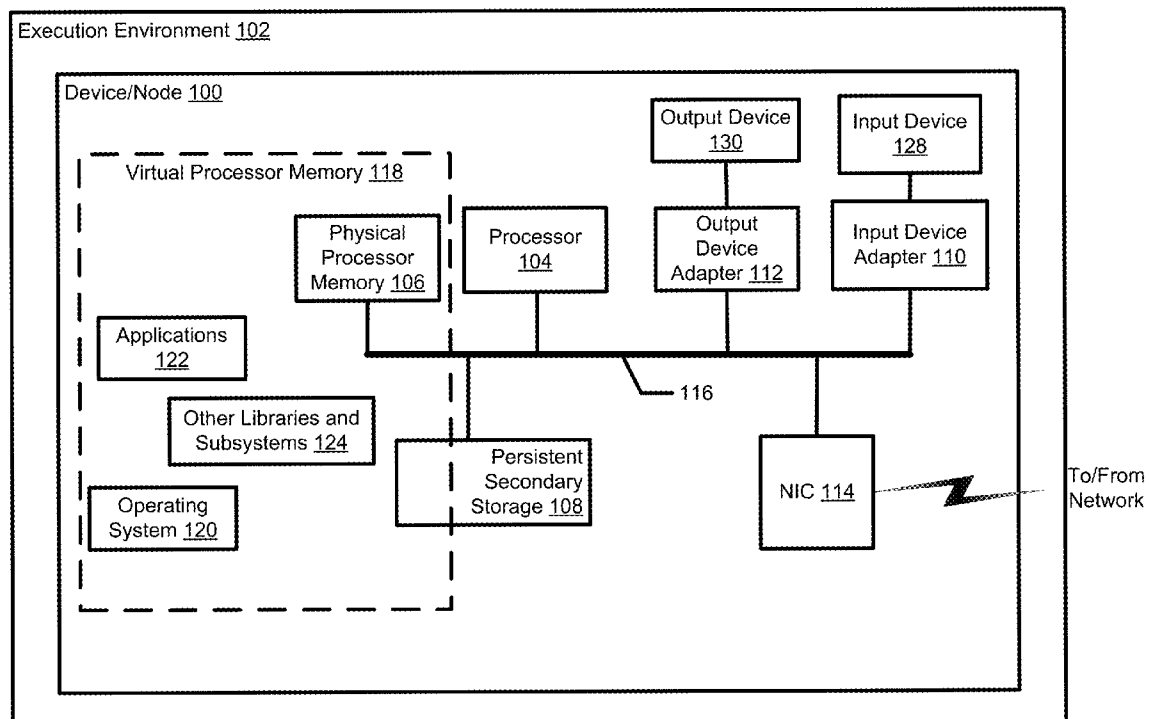 Execution Environment 102
Device/Node 100
Output Device
130
Input Device
128
Virtual Processor Memory 118
Physical
Processor
Memory 106
Processor
104
Output
Device
Adapter 112
Input Device
Adapter 110
Applications
122
116
Other Libraries and
Subsystems 124
Persistent
Secondary
Storage 108
NIC 114
To/From
Network
Operating
System 120